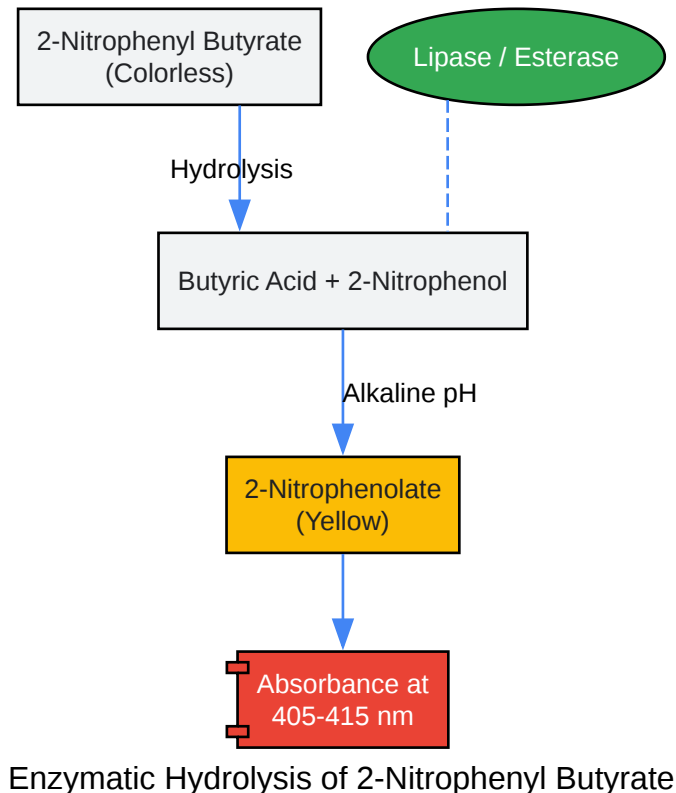 2-Nitrophenyl Butyrate
(Colorless)
Lipase / Esterase
Hydrolysis
Butyric Acid + 2-Nitrophenol
Alkaline pH
2-Nitrophenolate
(Yellow)
Absorbance at
405-415 nm
Enzymatic Hydrolysis of 2-Nitrophenyl Butyrate